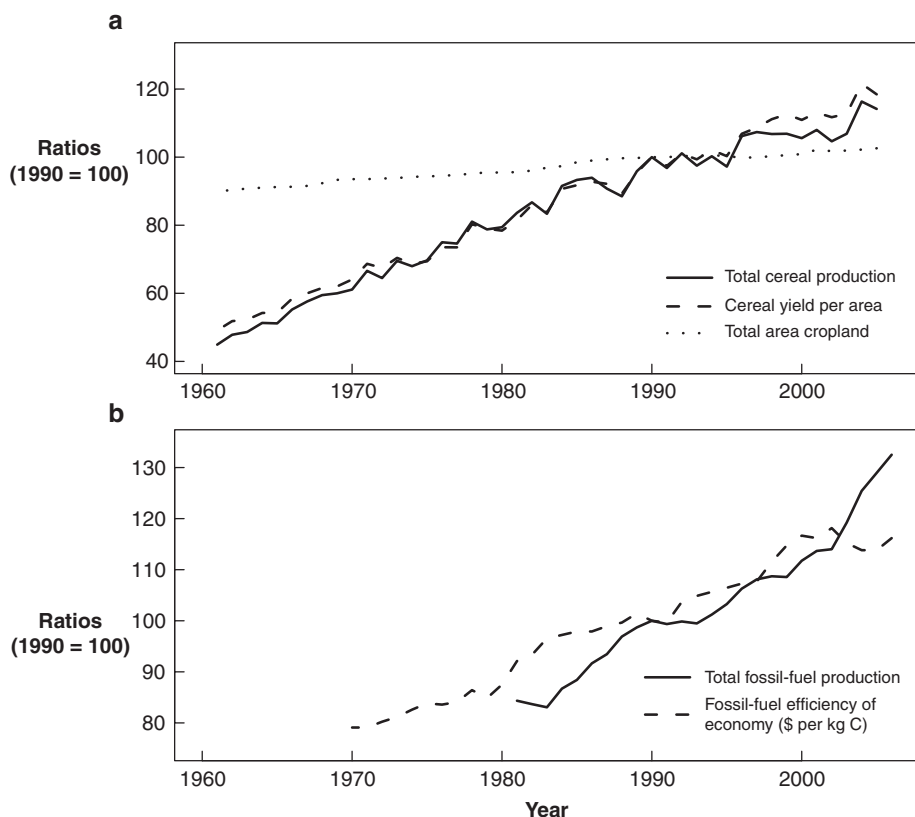 a
120
100
80
60
40
Ratios
(1990 = 100)
Total cereal production
Cereal yield per area
Total area cropland
1960 1970 1980 1990 2000
b
130
120
110
100
90
80
Ratios
(1990 = 100)
Total fossil-fuel production
Fossil-fuel efficiency of
economy ($ per kg C)
1960 1970 1980 1990 2000
Year